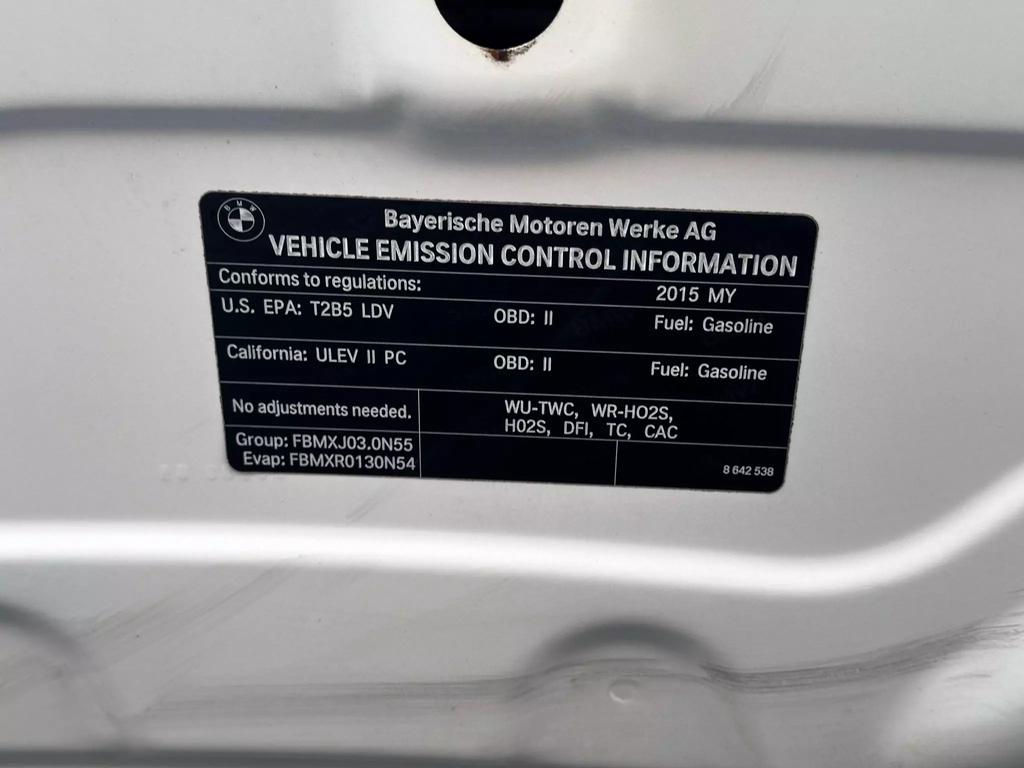 BMW
Bayerische Motoren Werke AG
VEHICLE EMISSION CONTROL INFORMATION
Conforms to regulations: 2015 MY
U.S. EPA: T2B5 LDV OBD: II Fuel: Gasoline
California: ULEV II PC OBD: II Fuel: Gasoline
No adjustments needed.
WU-TWC, WR-HO2S,
H02S, DFI, TC, CAC
Group: FBMXJ03.0N55
Evap: FBMXR0130N54
8 642 538